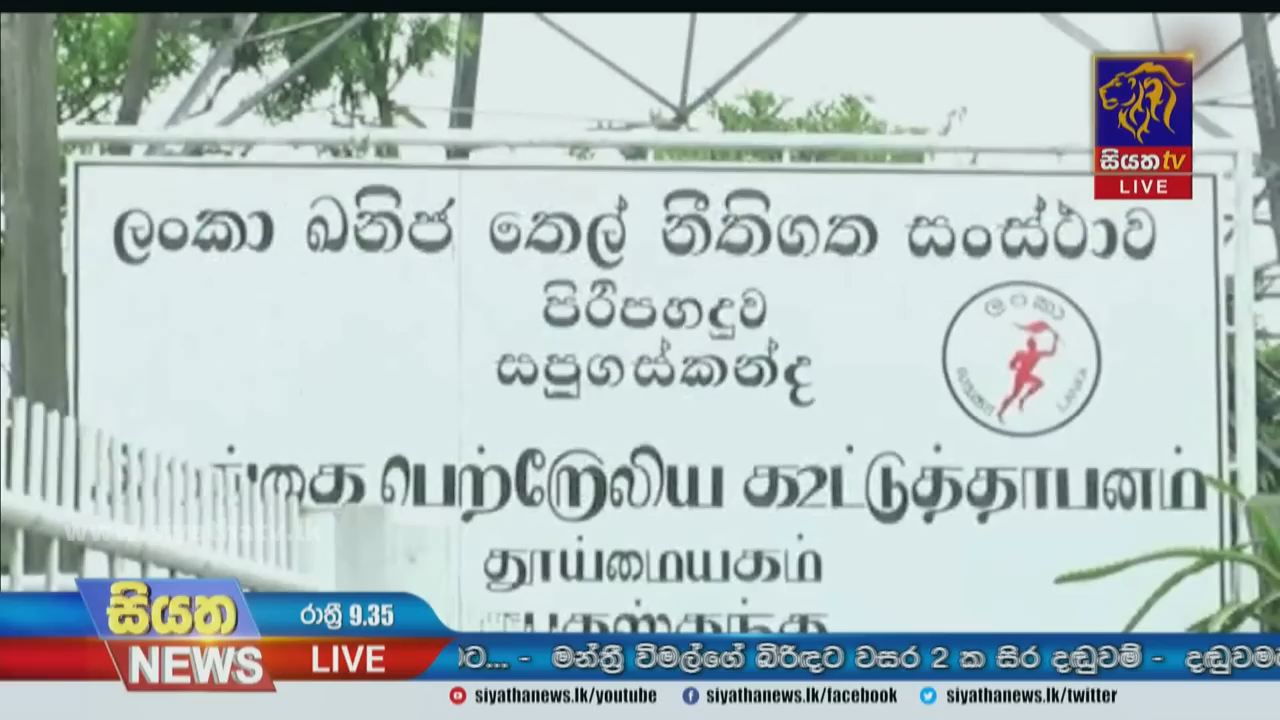 සියත tv
LIVE
ලංකා ඛනිජ තෙල් නීතිගත සංස්ථාව
පිරිපහදුව
සපුගස්කන්ද
ලංකා
LANKA
பெற்றோலிய கூட்டுத்தாபனம்
தூய்மையகம்
සියත
NEWS
රාත්‍රී 9.35
LIVE
- මන්ත්‍රී විමල්ගේ බිරිඳට වසර 2 ක සිර දඬුවම් -
siyathanews.lk/youtube
siyathanews.lk/facebook
siyathanews.lk/twitter